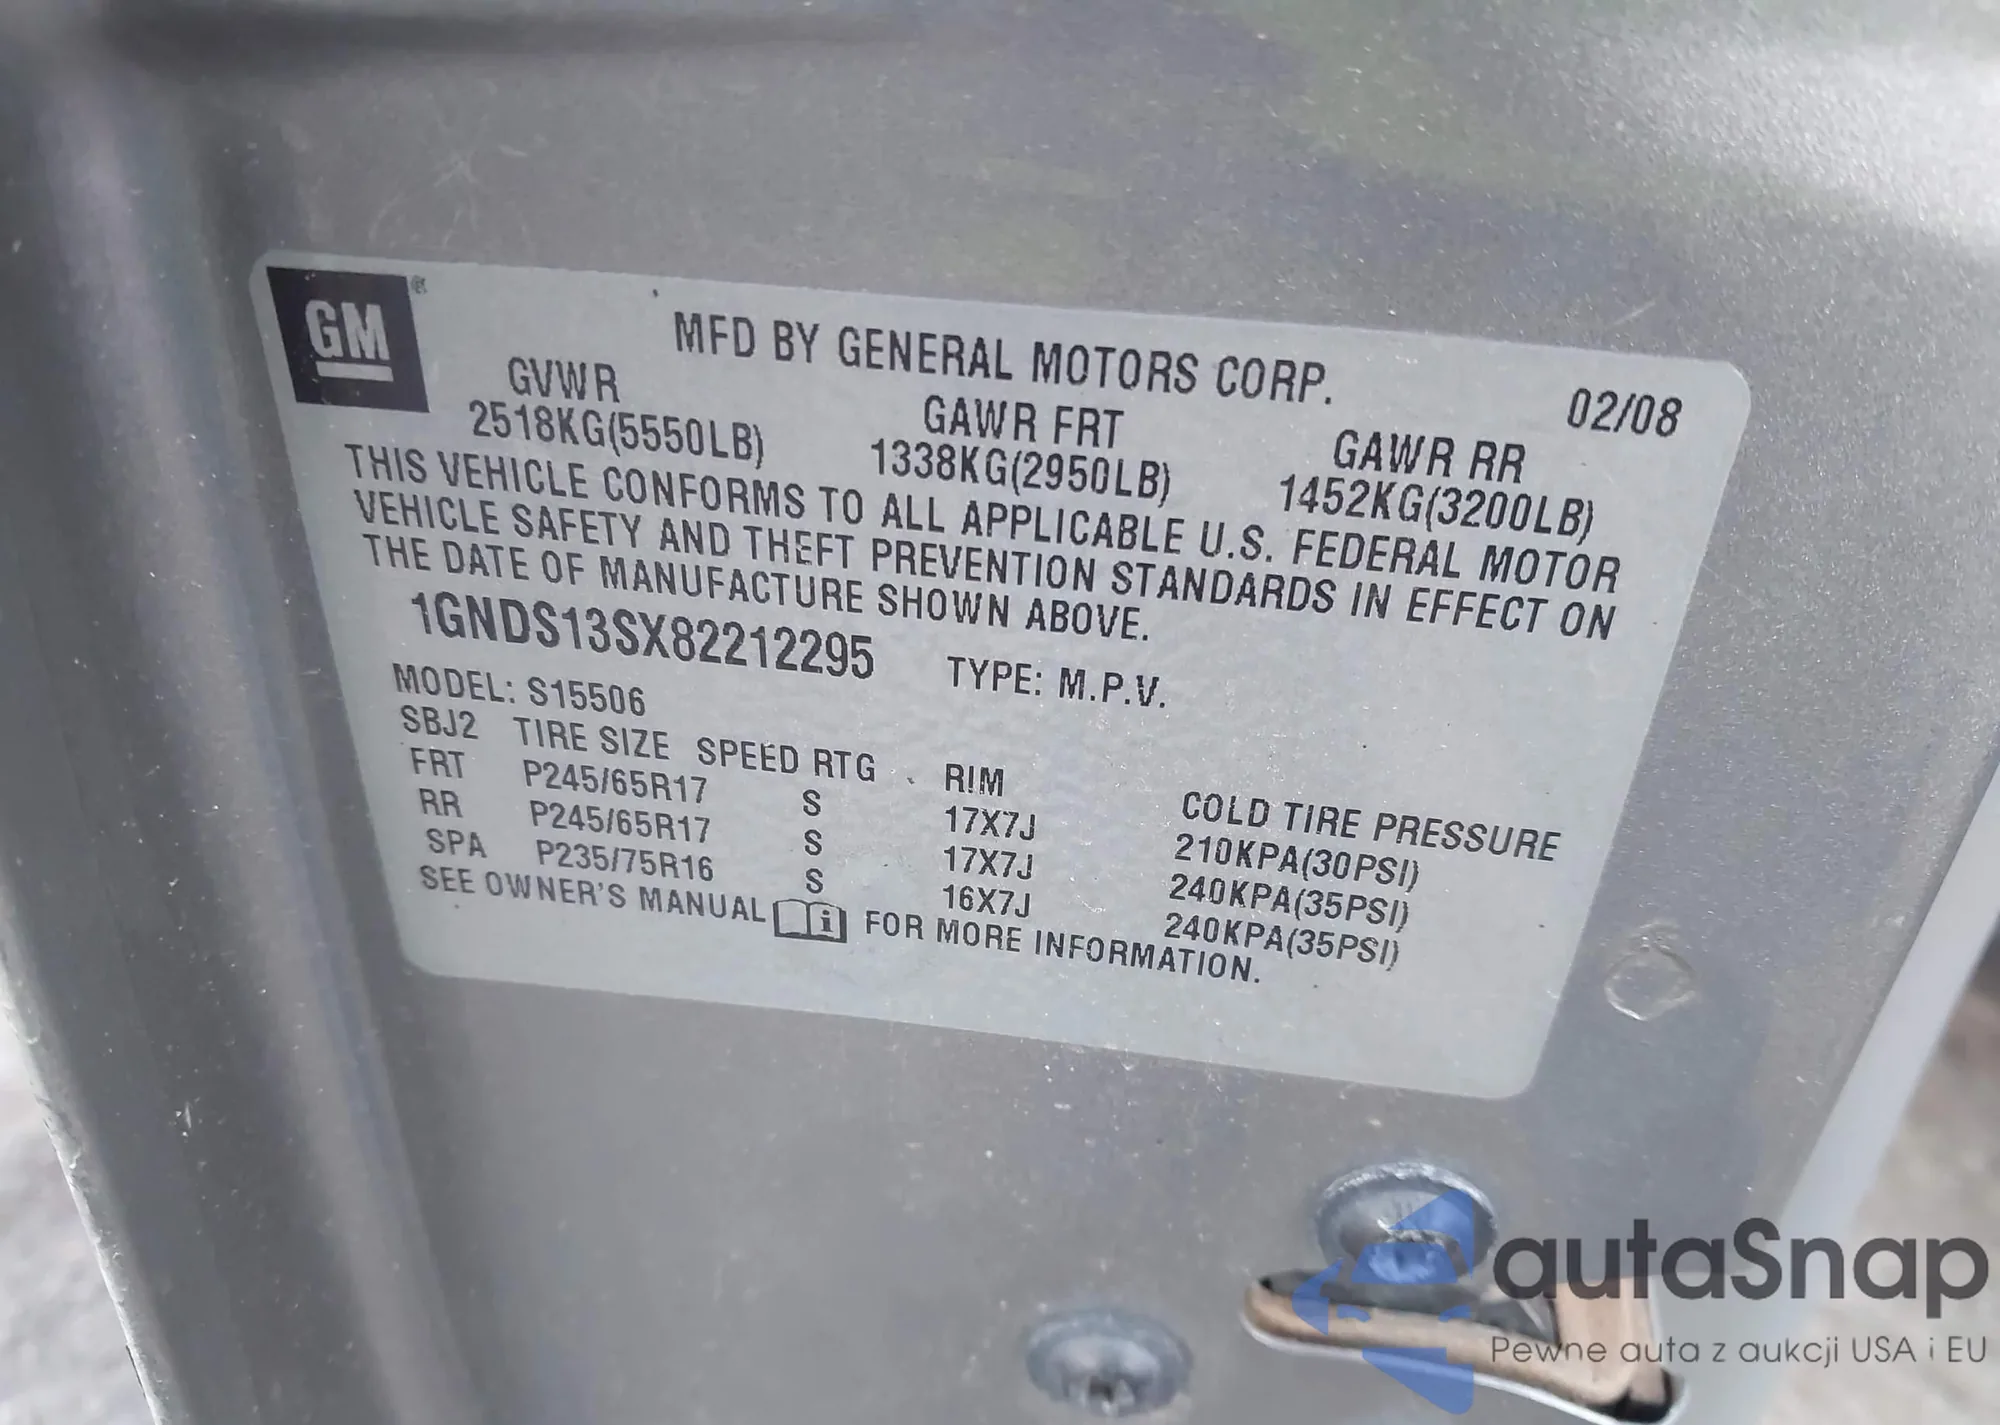 GM ®
MFD BY GENERAL MOTORS CORP.
02/08
GVWR GAWR FRT GAWR RR
2518KG(5550LB) 1338KG(2950LB) 1452KG(3200LB)
THIS VEHICLE CONFORMS TO ALL APPLICABLE U.S. FEDERAL MOTOR
VEHICLE SAFETY AND THEFT PREVENTION STANDARDS IN EFFECT ON
THE DATE OF MANUFACTURE SHOWN ABOVE.
1GNDS13SX82212295 TYPE: M.P.V.
MODEL: S15506
SBJ2 TIRE SIZE SPEED RTG RIM COLD TIRE PRESSURE
FRT P245/65R17 S 17X7J 210KPA(30PSI)
RR P245/65R17 S 17X7J 240KPA(35PSI)
SPA P235/75R16 S 16X7J 240KPA(35PSI)
SEE OWNER'S MANUAL i FOR MORE INFORMATION.
autaSnap
Pewne auta z aukcji USA i EU